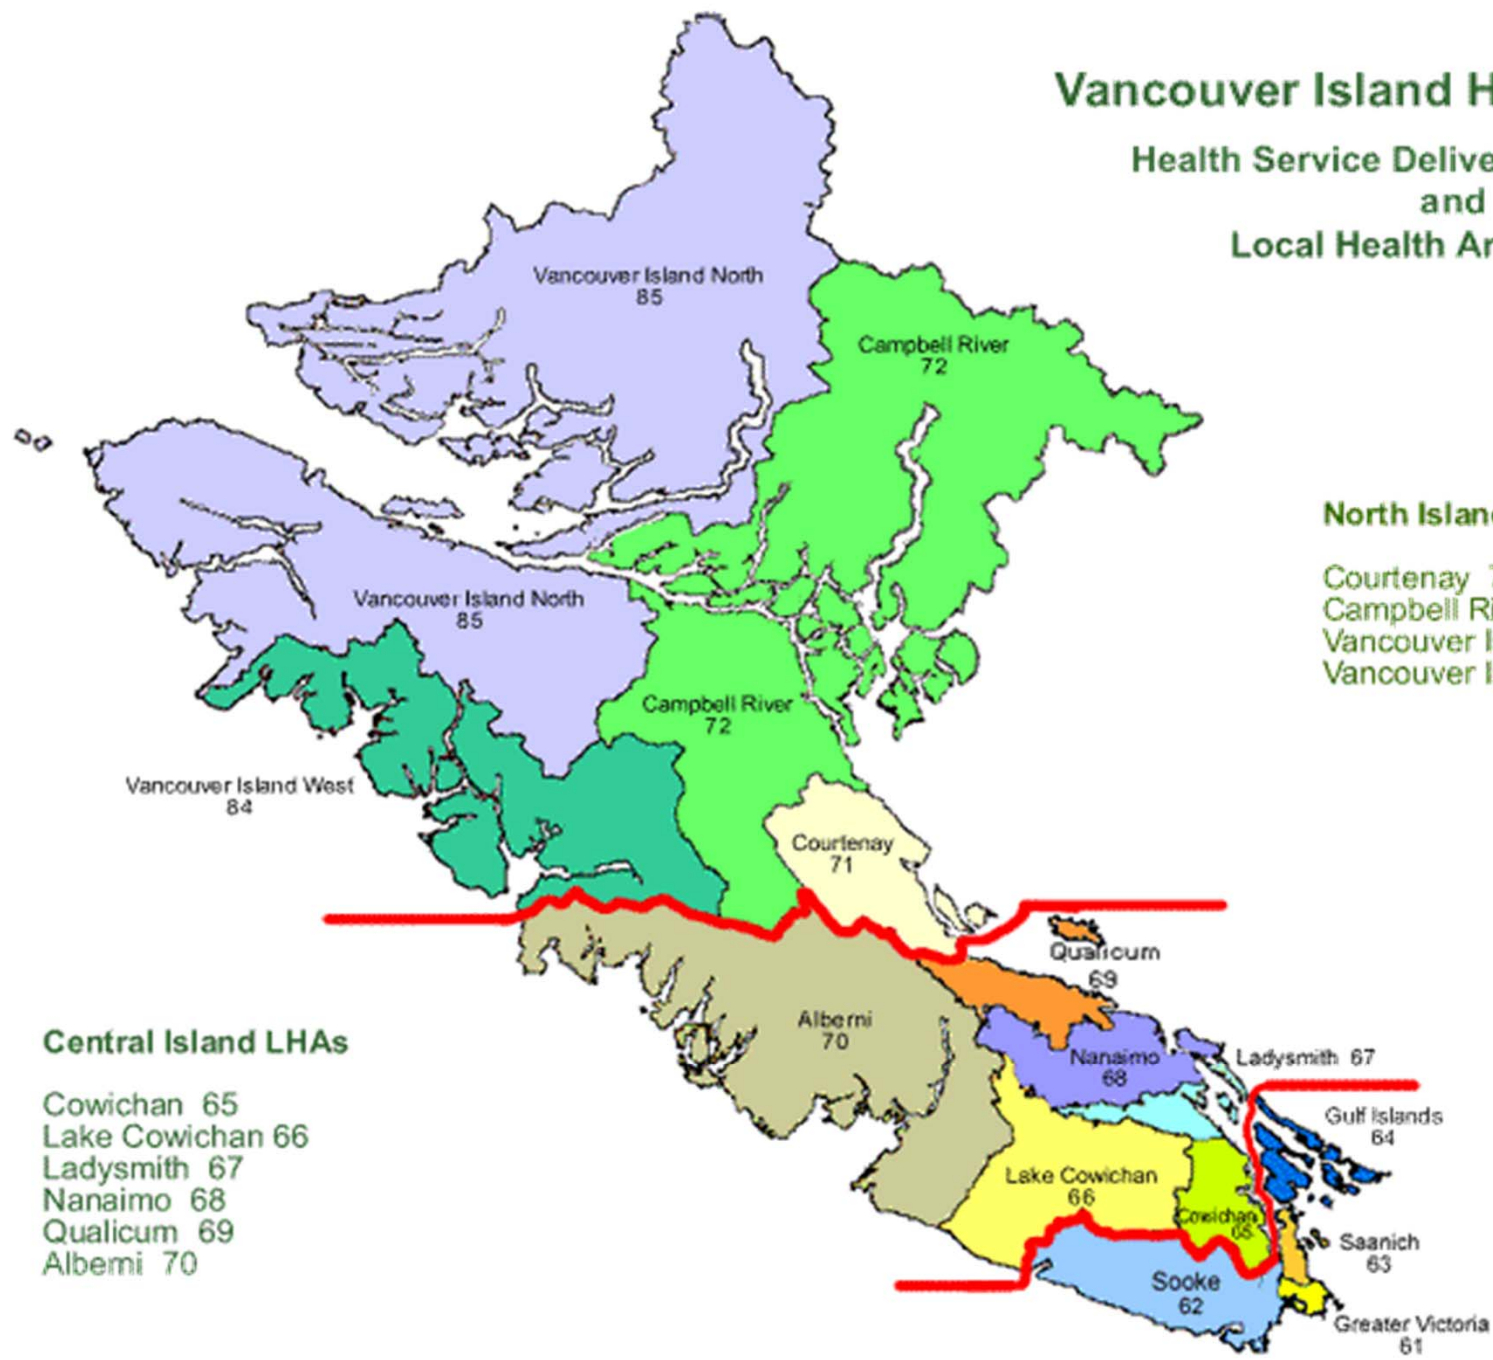 Vancouver Island H
Health Service Delive
and
Local Health Ar
Vancouver Island North
85
Campbell River
72
Vancouver Island North
85
Campbell River
72
Vancouver Island West
84
Courtenay
71
Qualicum
69
Alberni
70
Nanaimo
68
Ladysmith 67
Gulf Islands
64
Lake Cowichan
66
Cowichan
65
Saanich
63
Sooke
62
Greater Victoria
61
North Islan
Courtenay 7
Campbell Ri
Vancouver I
Vancouver I
Central Island LHAs
Cowichan 65
Lake Cowichan 66
Ladysmith 67
Nanaimo 68
Qualicum 69
Alberni 70